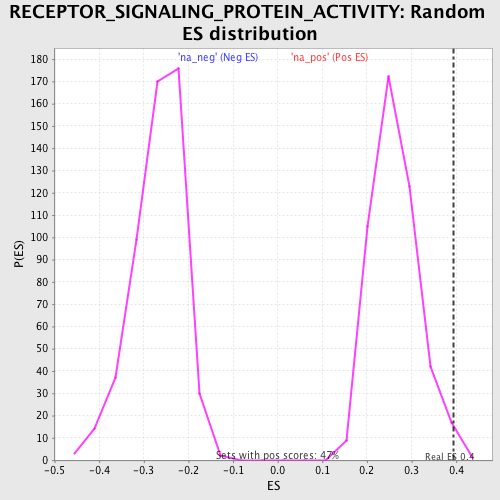 RECEPTOR_SIGNALING_PROTEIN_ACTIVITY: Random
ES distribution
'na_neg' (Neg ES) 'na_pos' (Pos ES)
180
170
160
150
140
130
120
110
100
90
80
70
60
50
40
30
20
10
0
P(ES)
Sets with pos scores: 47%
Real ES 0.4
-0.5 -0.4 -0.3 -0.2 -0.1 0.0 0.1 0.2 0.3 0.4
ES